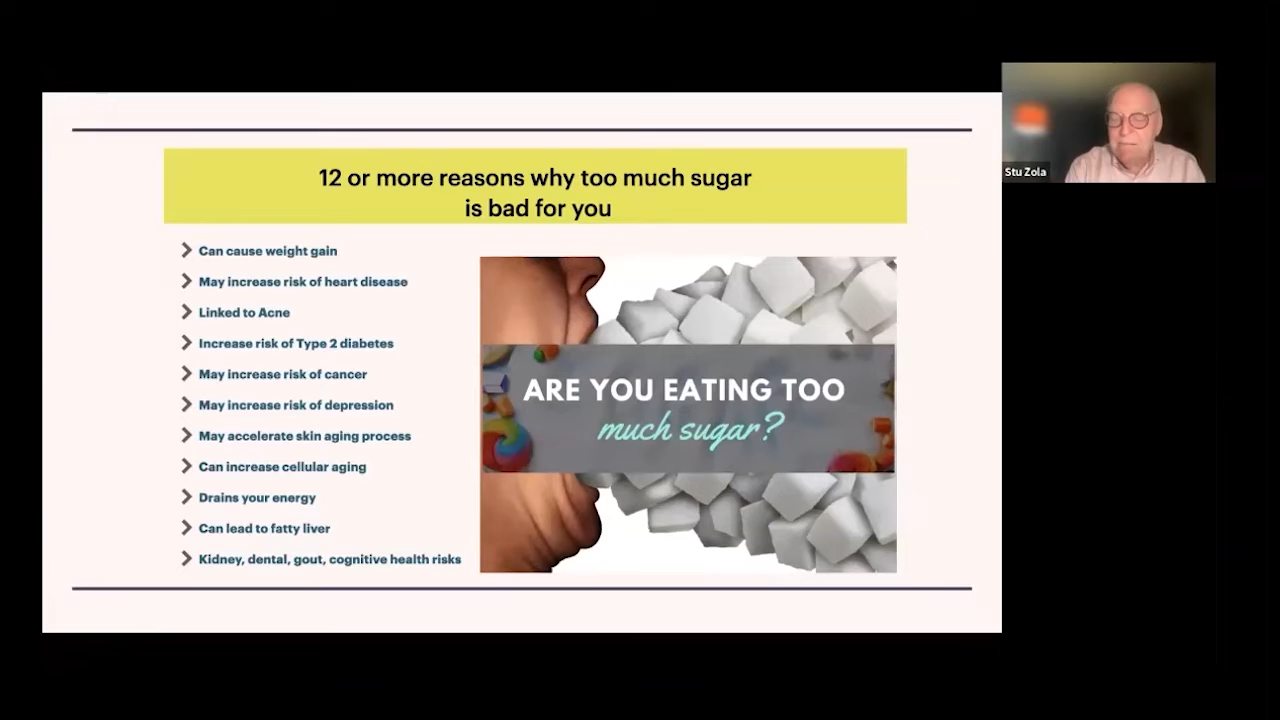 12 or more reasons why too much sugar
is bad for you
Can cause weight gain
May increase risk of heart disease
Linked to Acne
Increase risk of Type 2 diabetes
May increase risk of cancer
May increase risk of depression
May accelerate skin aging process
Can increase cellular aging
Drains your energy
Can lead to fatty liver
Kidney, dental, gout, cognitive health risks
ARE YOU EATING TOO
much sugar?
Stu Zola